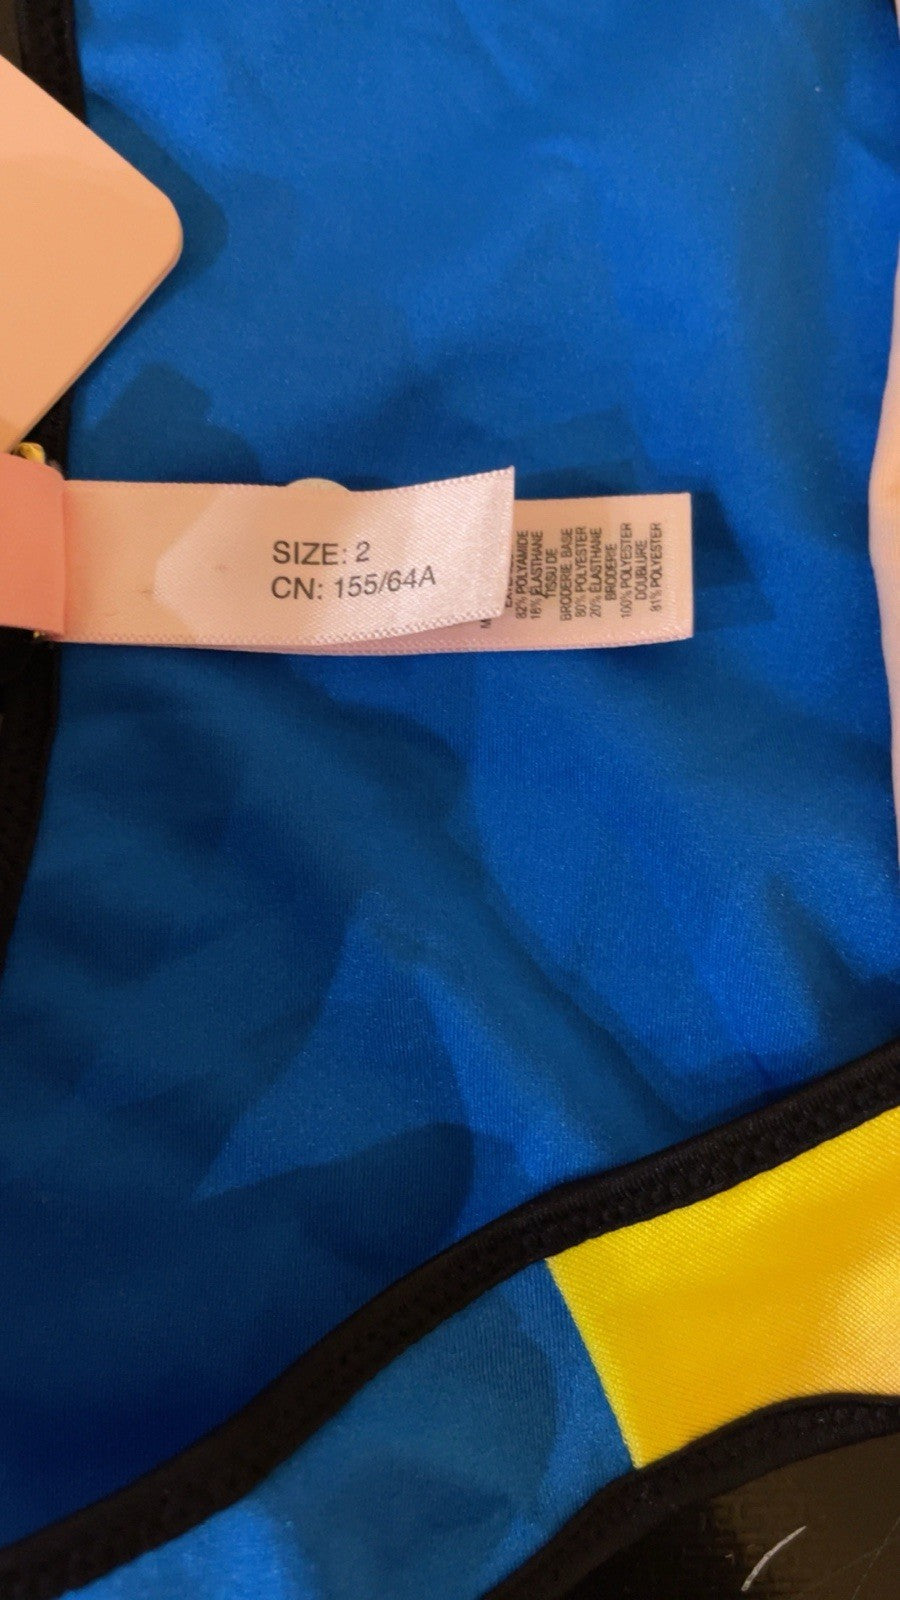 SIZE: 2
CN: 155/64A
82% POLYAMIDE
18% ELASTHANE
TISSU DE
BRODERIE BASE
80% POLYESTER
20% ELASTHANE
BRODERIE
100% POLYESTER
DOUBLURE
81% POLYESTER